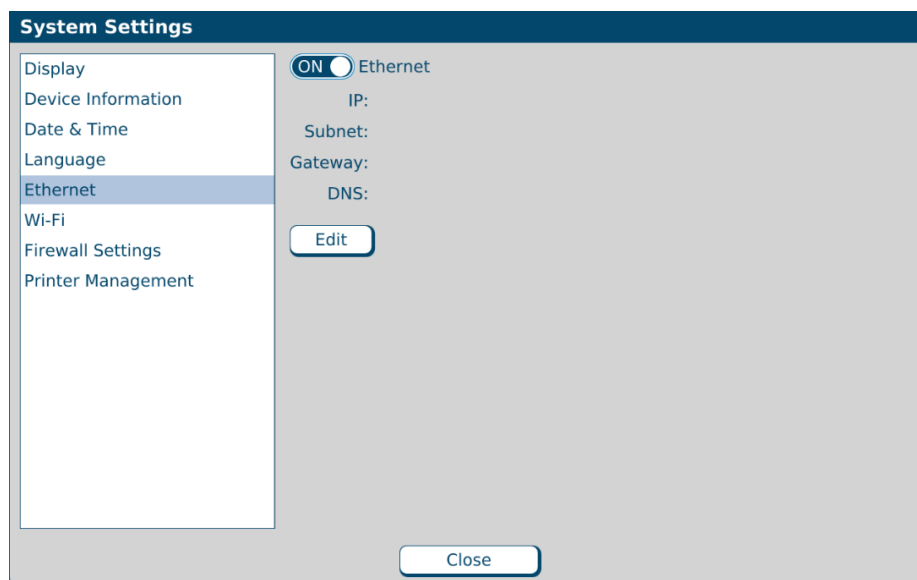 System Settings
Display
Device Information
Date & Time
Language
Ethernet
Wi-Fi
Firewall Settings
Printer Management
ON Ethernet
IP:
Subnet:
Gateway:
DNS:
Edit
Close